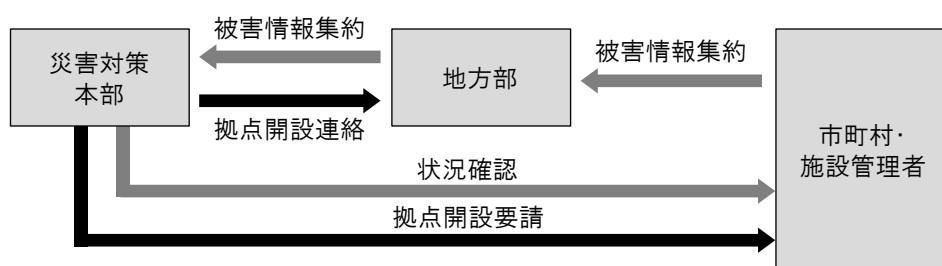 被害情報集約
災害対策
本部
地方部
被害情報集約
拠点開設連絡
市町村・
施設管理者
状況確認
拠点開設要請